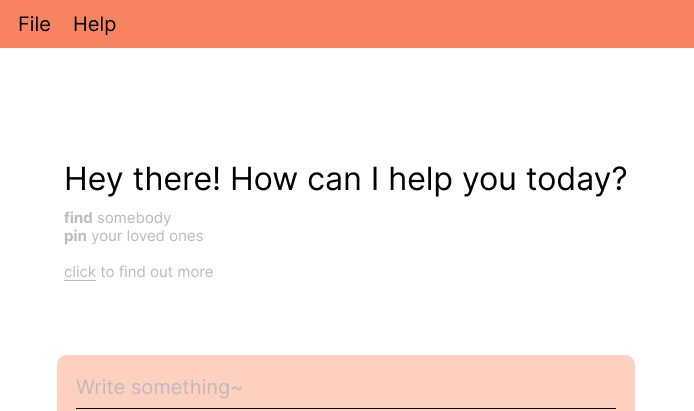 File Help
Hey there! How can I help you today?
find somebody
pin your loved ones
click to find out more
Write something~